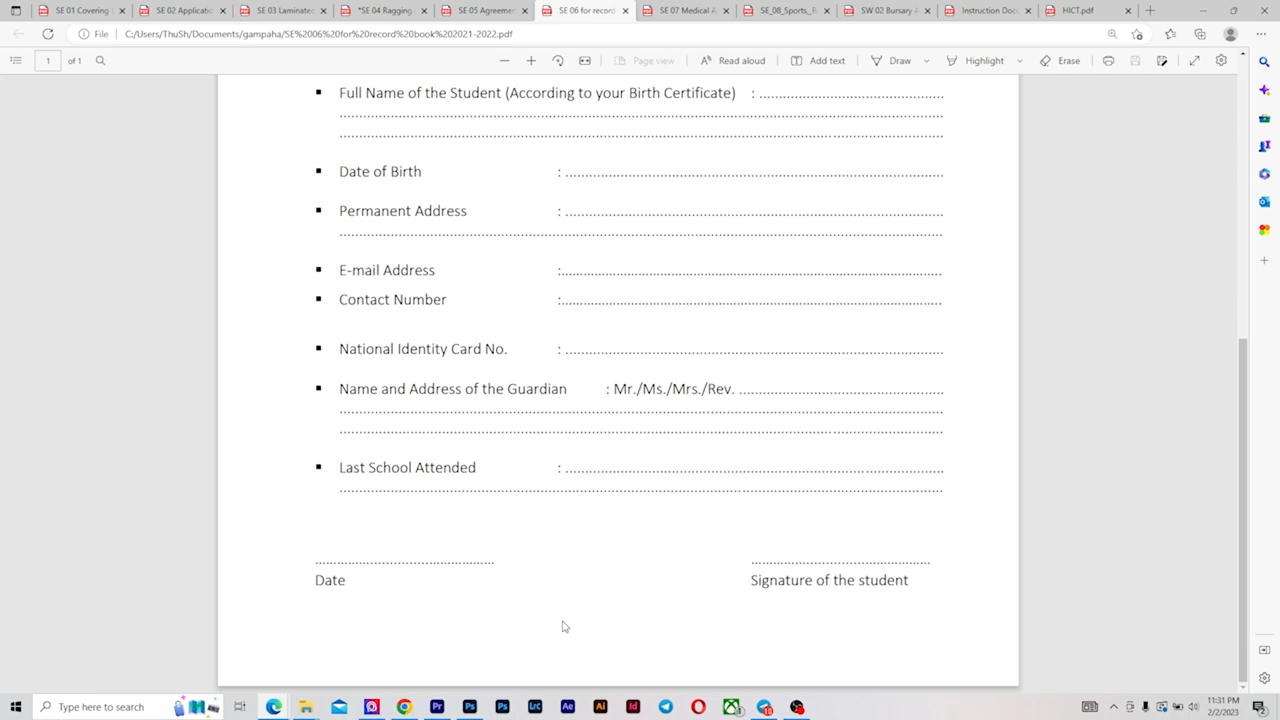 SE 01 Covering
SE 02 Applicatio
SE 03 Laminated
*SE 04 Ragging
SE 05 Agreemen
SE 06 for record
SE 07 Medical A
SE_08_Sports_R
SW 02 Bursary A
Instruction Doc
HICT.pdf
File
C:/Users/ThuSh/Documents/gampaha/SE%2006%20for%20record%20book%202021-2022.pdf
1 of 1
Page view
Read aloud
Add text
Draw
Highlight
Erase
▪ Full Name of the Student (According to your Birth Certificate) : ..........................................
....................................................................................................
....................................................................................................
▪ Date of Birth : ....................................................................................................
▪ Permanent Address : ....................................................................................................
....................................................................................................
▪ E-mail Address :....................................................................................................
▪ Contact Number :....................................................................................................
▪ National Identity Card No. : ....................................................................................................
▪ Name and Address of the Guardian : Mr./Ms./Mrs./Rev. ..........................................
....................................................................................................
....................................................................................................
▪ Last School Attended : ....................................................................................................
....................................................................................................
................................................. .................................................
Date Signature of the student
Type here to search
11:31 PM
2/2/2023